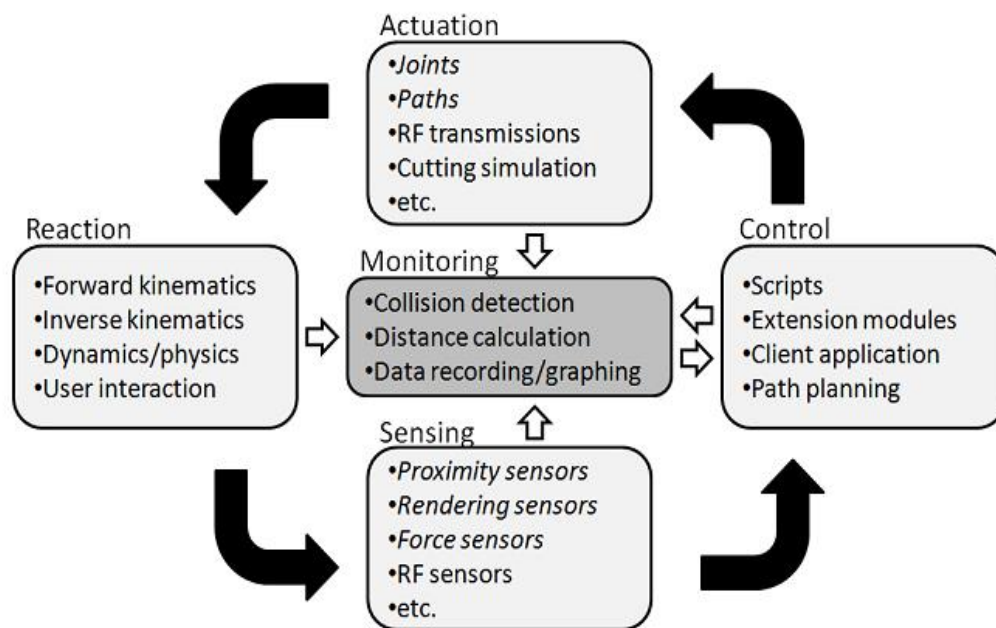 Actuation
•Joints
•Paths
•RF transmissions
•Cutting simulation
•etc.
Reaction
•Forward kinematics
•Inverse kinematics
•Dynamics/physics
•User interaction
Monitoring
•Collision detection
•Distance calculation
•Data recording/graphing
Control
•Scripts
•Extension modules
•Client application
•Path planning
Sensing
•Proximity sensors
•Rendering sensors
•Force sensors
•RF sensors
•etc.